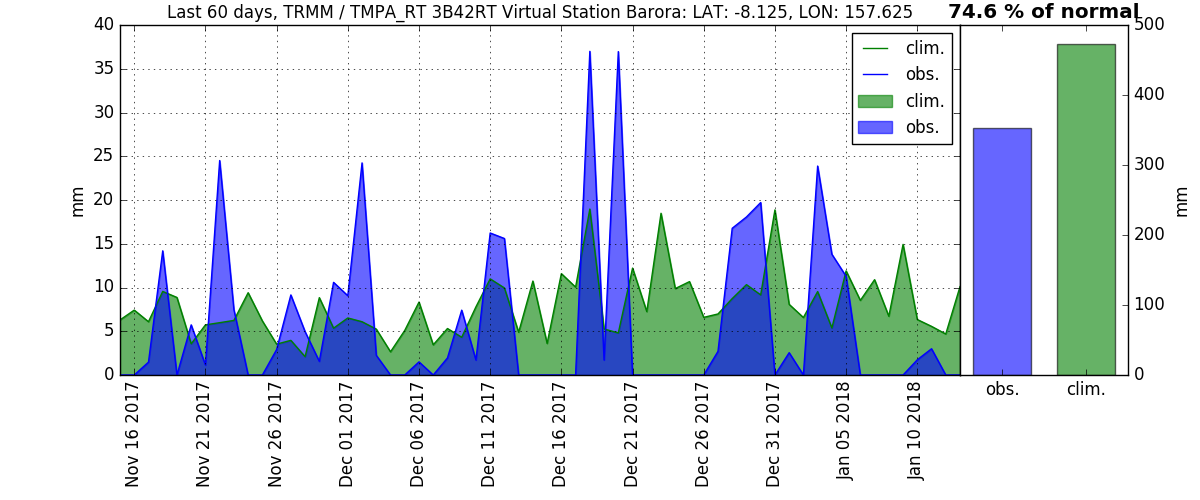 Last 60 days, TRMM / TMPA_RT 3B42RT Virtual Station Barora: LAT: -8.125, LON: 157.625
74.6 % of normal
40
35
30
25
20
15
10
5
0
mm
clim.
obs.
clim.
obs.
500
400
300
200
100
0
mm
Nov 16 2017
Nov 21 2017
Nov 26 2017
Dec 01 2017
Dec 06 2017
Dec 11 2017
Dec 16 2017
Dec 21 2017
Dec 26 2017
Dec 31 2017
Jan 05 2018
Jan 10 2018
obs.
clim.